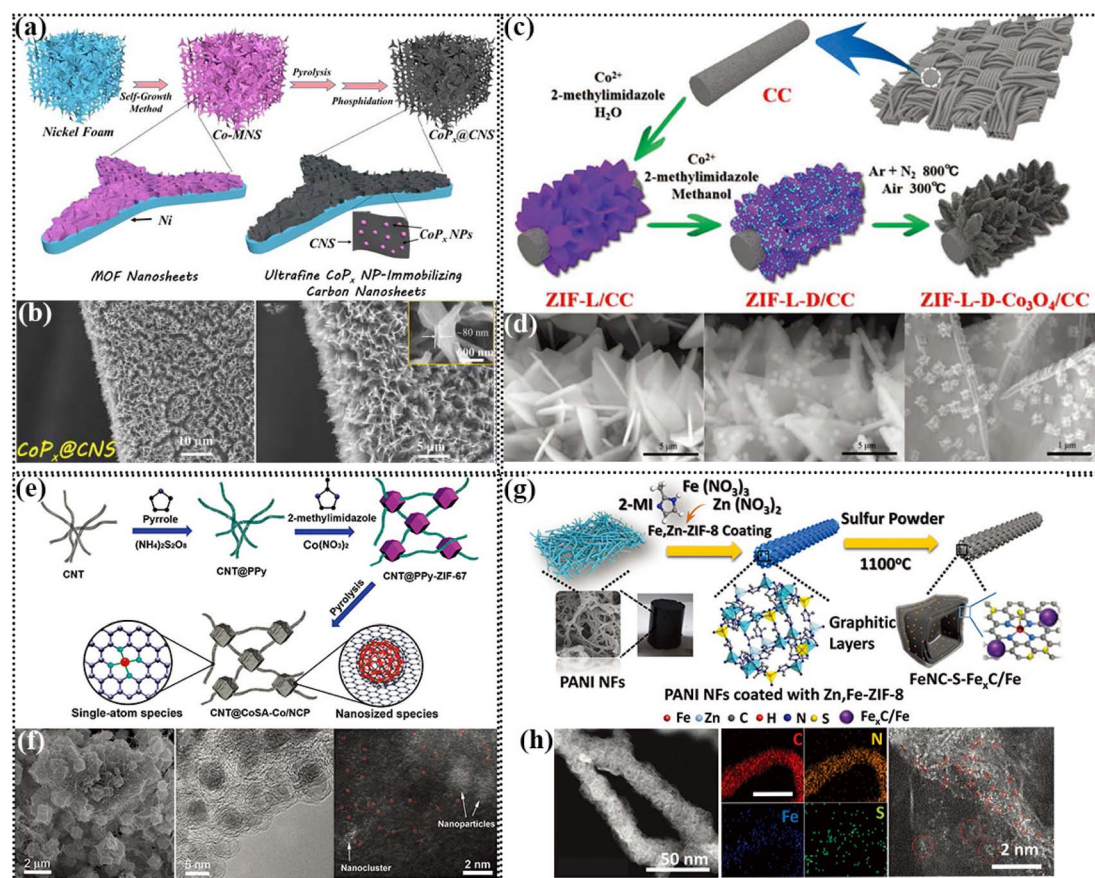 (a)
Nickel Foam
Self-Growth
Method
Co-MNS
Pyrolysis
Phosphidation
CoPₓ@CNS
Ni
CNS
CoPₓ NPs
MOF Nanosheets
Ultrafine CoPₓ NP-Immobilizing
Carbon Nanosheets
(b)
CoPₓ@CNS
10 μm
5 μm
~80 nm
(c)
CC
Co²⁺
2-methylimidazole
H₂O
Co²⁺
2-methylimidazole
Methanol
Ar + N₂ 800℃
Air 300℃
ZIF-L/CC
ZIF-L-D/CC
ZIF-L-D-Co₃O₄/CC
(d)
5 μm
5 μm
1 μm
(e)
CNT
Pyrrole
(NH₄)₂S₂O₈
CNT@PPy
2-methylimidazole
Co(NO₃)₂
CNT@PPy-ZIF-67
Pyrolysis
Single-atom species
CNT@CoSA-Co/NCP
Nanosized species
(f)
2 μm
5 nm
Nanoparticles
Nanocluster
2 nm
(g)
2-MI
Fe (NO₃)₃
Zn (NO₃)₂
Fe,Zn-ZIF-8 Coating
Sulfur Powder
1100ºC
PANI NFs
Graphitic
Layers
PANI NFs coated with Zn,Fe-ZIF-8
FeNC-S-FeₓC/Fe
Fe Zn C H N S FeₓC/Fe
(h)
50 nm
C
N
Fe
S
2 nm